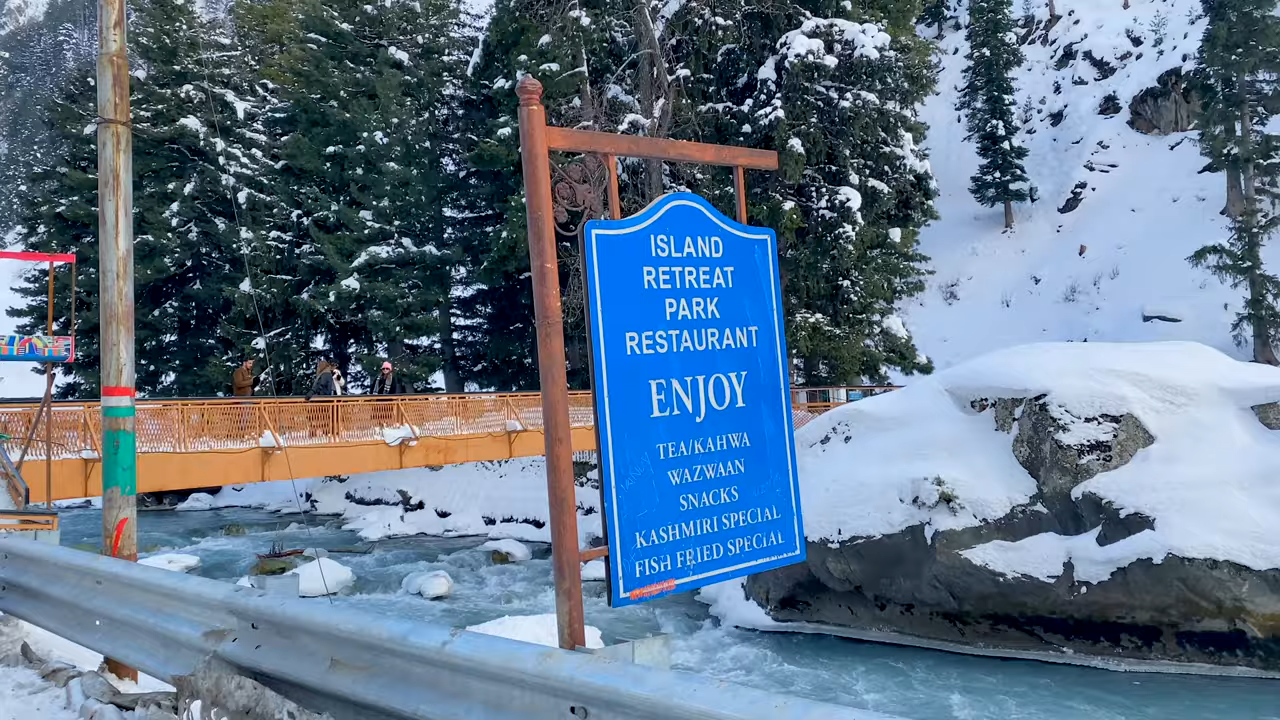 ISLAND
RETREAT
PARK
RESTAURANT
ENJOY
TEA/KAHWA
WAZWAAN
SNACKS
KASHMIRI SPECIAL
FISH FRIED SPECIAL